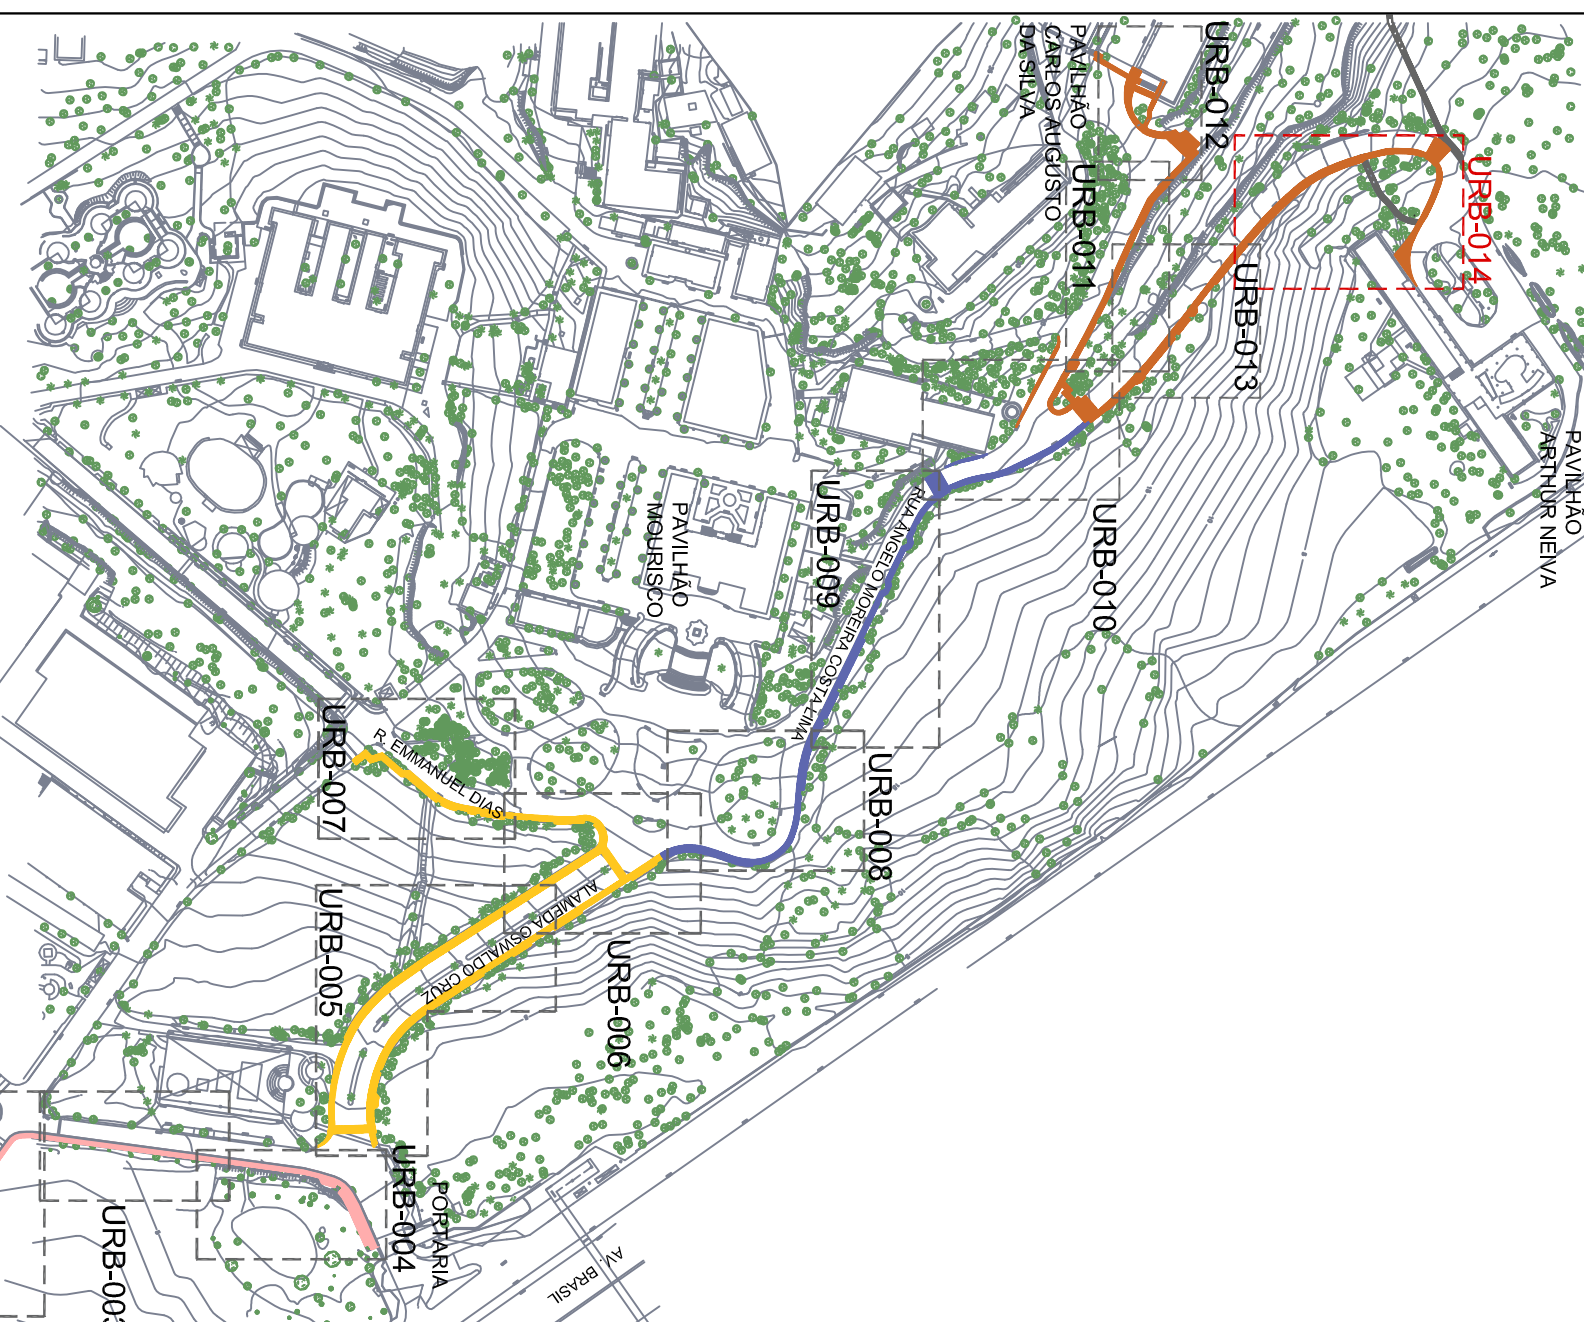 PAVILHÃO
CARLOS AUGUSTO
DA SILVA
URB-012
URB-011
URB-014
URB-013
PAVILHÃO
ARTHUR NEIVA
URB-010
URB-009
RUA ANGELO MOREIRA COSTA LIMA
PAVILHÃO
MOURISCO
URB-008
URB-007
R. EMMANUEL DIAS
ALAMEDA OSWALDO CRUZ
URB-006
URB-005
URB-004
PORTARIA
AV. BRASIL
URB-003